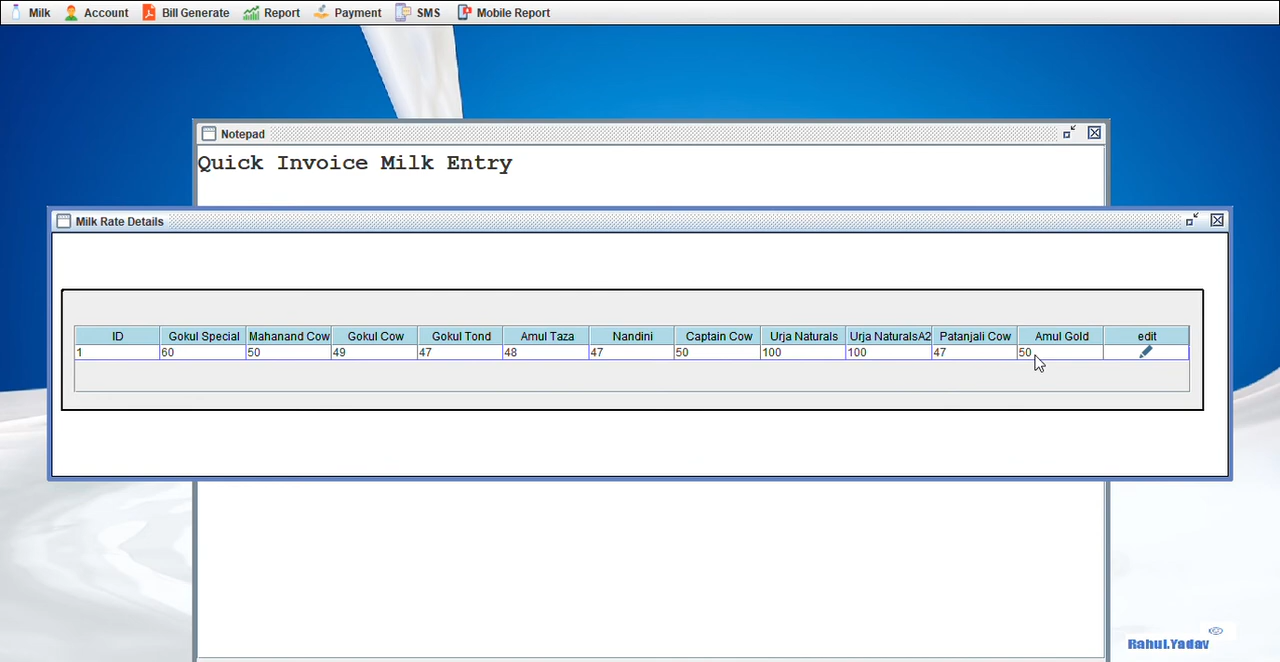 Milk Account Bill Generate Report Payment SMS Mobile Report
Notepad
Quick Invoice Milk Entry
Milk Rate Details
ID Gokul Special Mahanand Cow Gokul Cow Gokul Tond Amul Taza Nandini Captain Cow Urja Naturals Urja NaturalsA2 Patanjali Cow Amul Gold edit
1 60 50 49 47 48 47 50 100 100 47 50
Rahul.Yadav